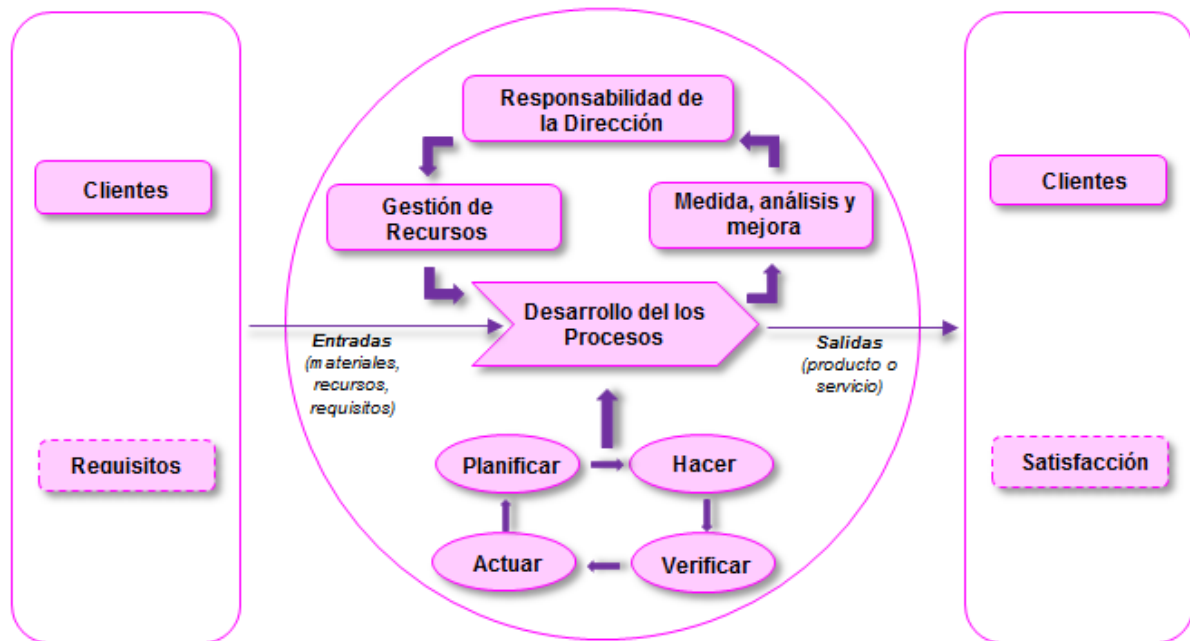 Responsabilidad de
la Dirección
Clientes
Gestión de
Recursos
Medida, análisis y
mejora
Clientes
Desarrollo del los
Procesos
Entradas
(materiales,
recursos,
requisitos)
Salidas
(producto o
servicio)
Requisitos
Planificar
Hacer
Satisfacción
Actuar
Verificar